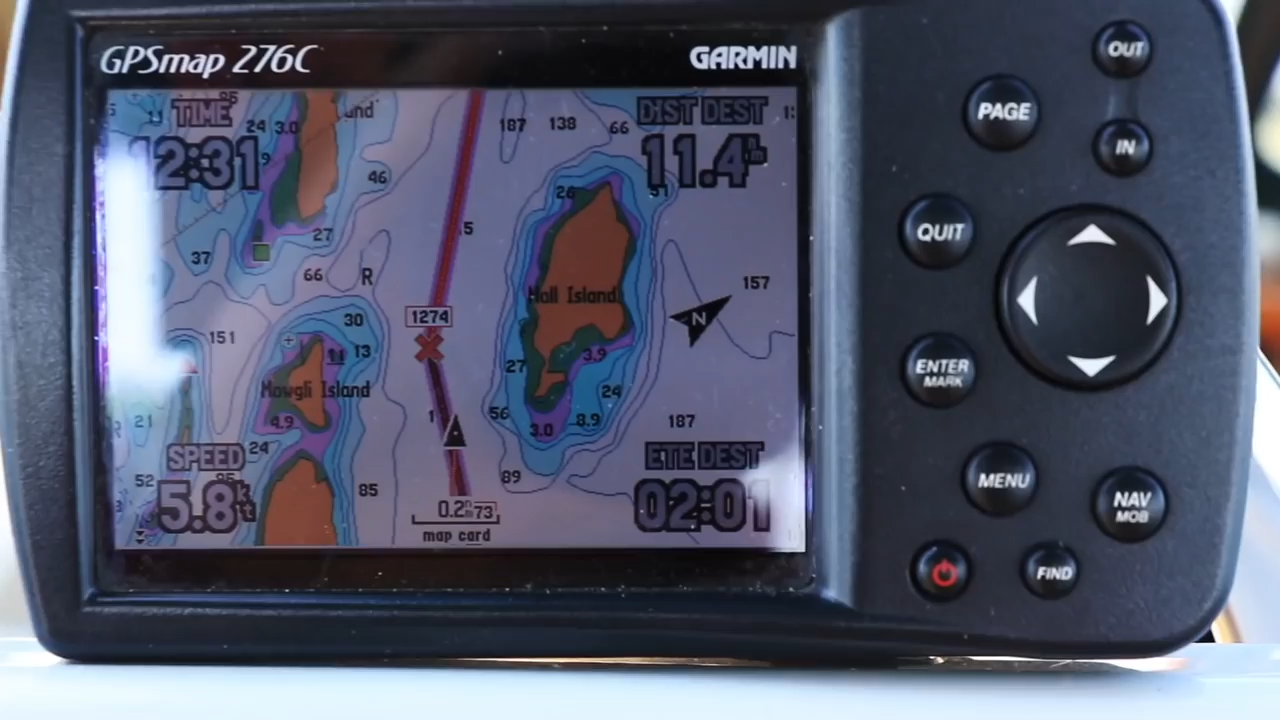 GPSmap 276C
GARMIN
OUT
PAGE
IN
TIME
12:31
24
3.0
187
138
66
DIST DEST
11.4
46
26
27
37
66
R
157
QUIT
Hall Island
1274
N
30
151
13
3.9
27
24
ENTER
MARK
Mowgli Island
4.9
56
8.9
3.0
21
187
SPEED
24
5.8kt
52
85
89
ETE DEST
02:01
0.2
73
map card
MENU
NAV
MOB
FIND